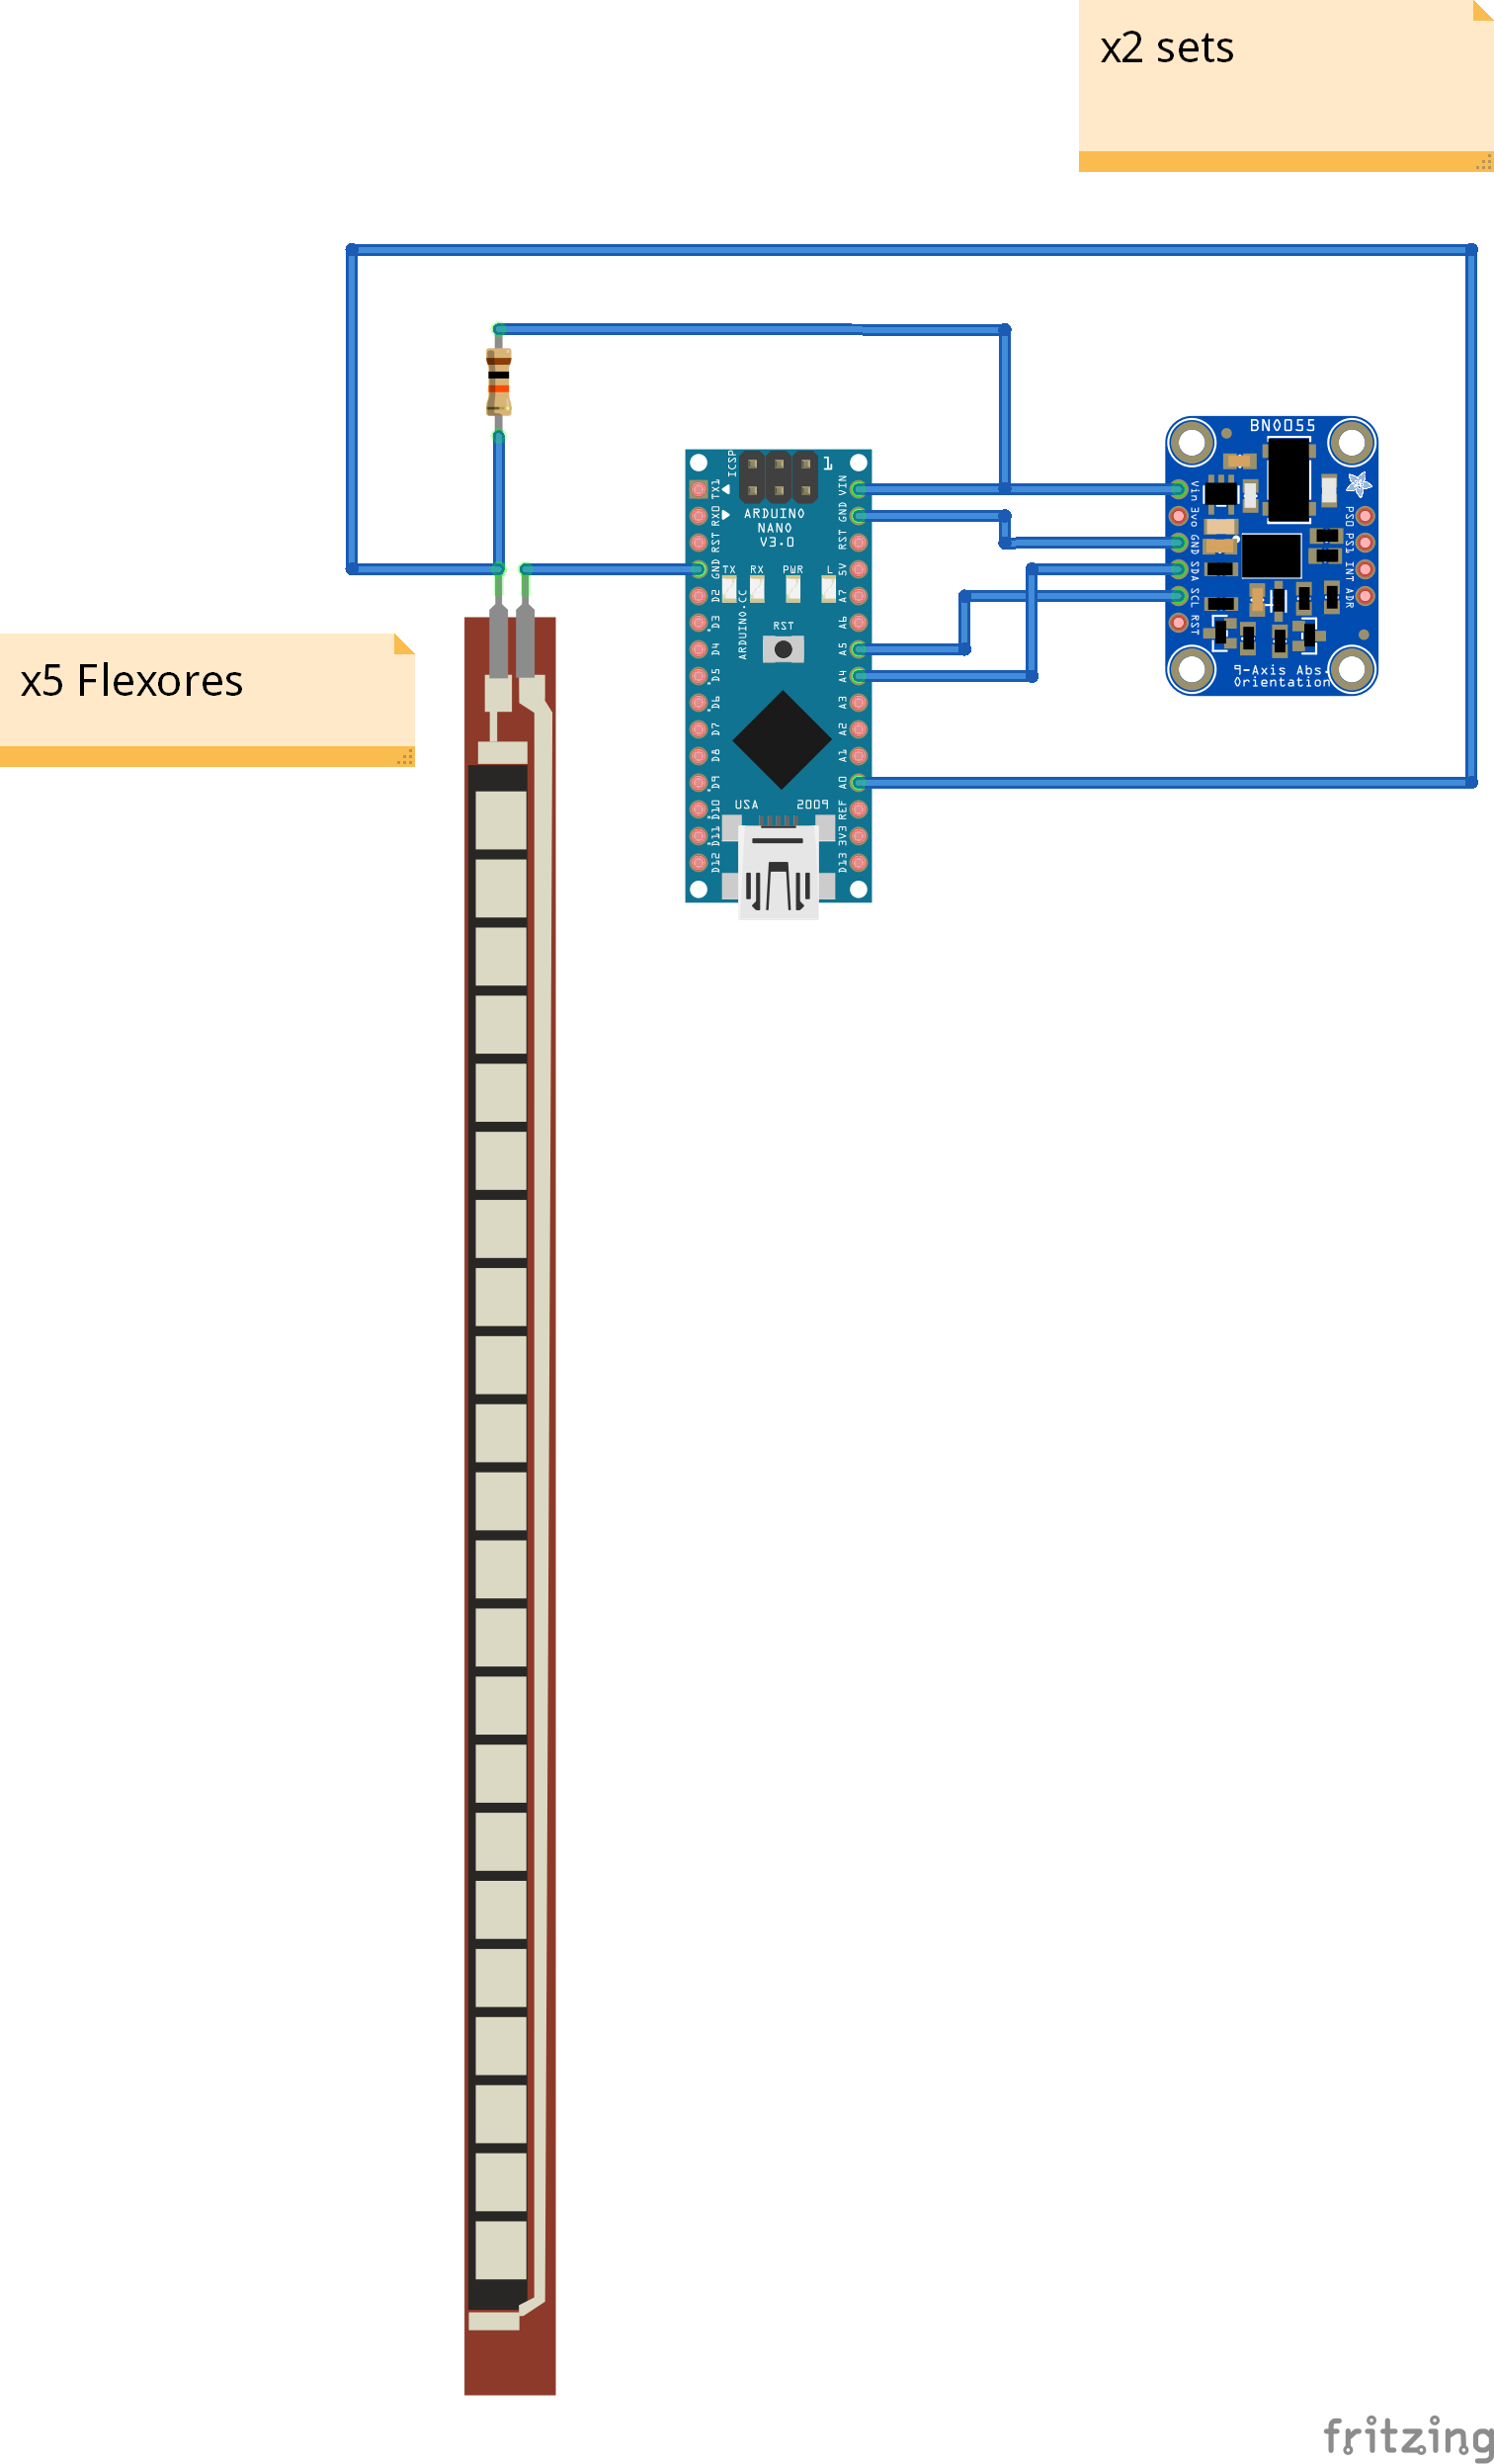 x2 sets
x5 Flexores
ICSP
1
ARDUINO
NANO
V3.0
TX RX PWR L
RST
ARDUINO.CC
USA 2009
TX1
RX0
RST
GND
D2
D3
D4
D5
D6
D7
D8
D9
D10
D11
D12
VIN
GND
RST
5V
A7
A6
A5
A4
A3
A2
A1
A0
REF
3V3
D13
BNO055
Vin
3vo
GND
SDA
SCL
RST
PS0
PS1
INT
ADR
9-Axis Abs.
Orientation
fritzing